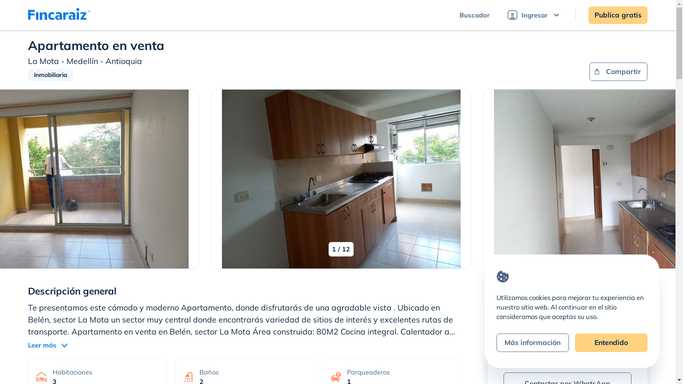 Fincaraiz
Buscador
Ingresar
Publica gratis
Apartamento en venta
La Mota - Medellín - Antioquia
Inmobiliaria
Compartir
1 / 12
Descripción general
Te presentamos este cómodo y moderno Apartamento, donde disfrutarás de una agradable vista . Ubicado en
Belén, sector La Mota un sector muy central donde encontrarás variedad de sitios de interés y excelentes rutas de
transporte. Apartamento en venta en Belén, sector La Mota Área construida: 80M2 Cocina integral. Calentador a...
Leer más
Habitaciones
3
Baños
2
Parqueaderos
1
Utilizamos cookies para mejorar tu experiencia en
nuestro sitio web. Al continuar en el sitio
consideramos que aceptas su uso.
Más información
Entendido
Contactar por WhatsApp